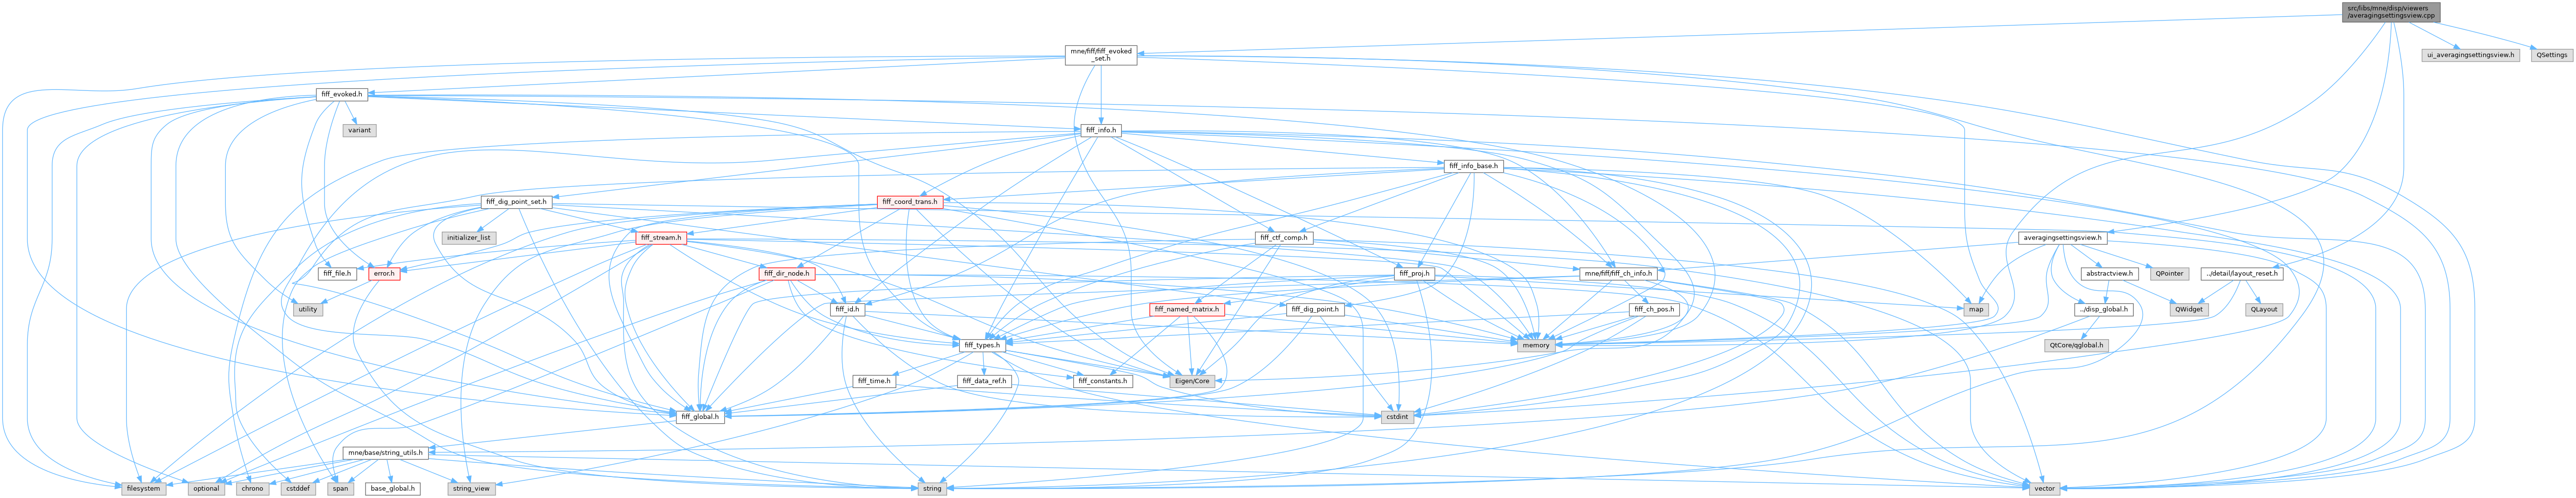 src/libs/mne/disp/viewers
/averagingsettingsview.cpp
mne/fiff/fiff_evoked
_set.h
ui_averagingsettingsview.h
QSettings
fiff_evoked.h
variant
fiff_info.h
fiff_info_base.h
fiff_dig_point_set.h
fiff_coord_trans.h
initializer_list
fiff_stream.h
fiff_ctf_comp.h
averagingsettingsview.h
fiff_file.h
error.h
fiff_dir_node.h
fiff_proj.h
mne/fiff/fiff_ch_info.h
abstractview.h
QPointer
../detail/layout_reset.h
utility
fiff_id.h
fiff_named_matrix.h
fiff_dig_point.h
fiff_ch_pos.h
map
../disp_global.h
QWidget
QLayout
fiff_types.h
memory
QtCore/qglobal.h
fiff_time.h
fiff_data_ref.h
fiff_constants.h
Eigen/Core
fiff_global.h
cstdint
mne/base/string_utils.h
filesystem
optional
chrono
cstddef
span
base_global.h
string_view
string
vector